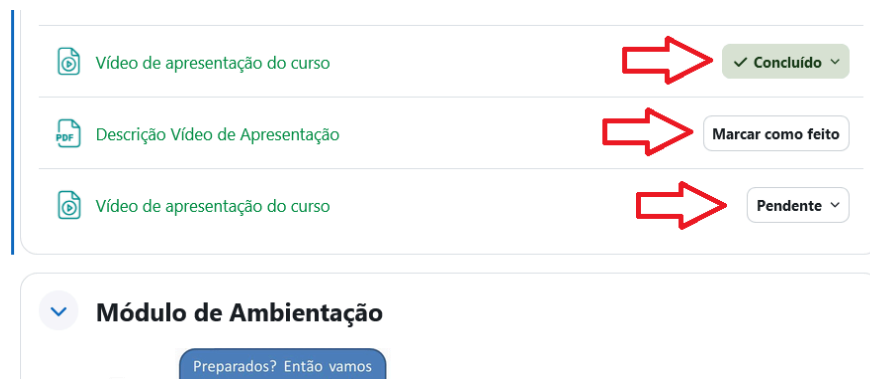 Vídeo de apresentação do curso
Concluído
PDF
Descrição Vídeo de Apresentação
Marcar como feito
Vídeo de apresentação do curso
Pendente
Módulo de Ambientação
Preparados? Então vamos